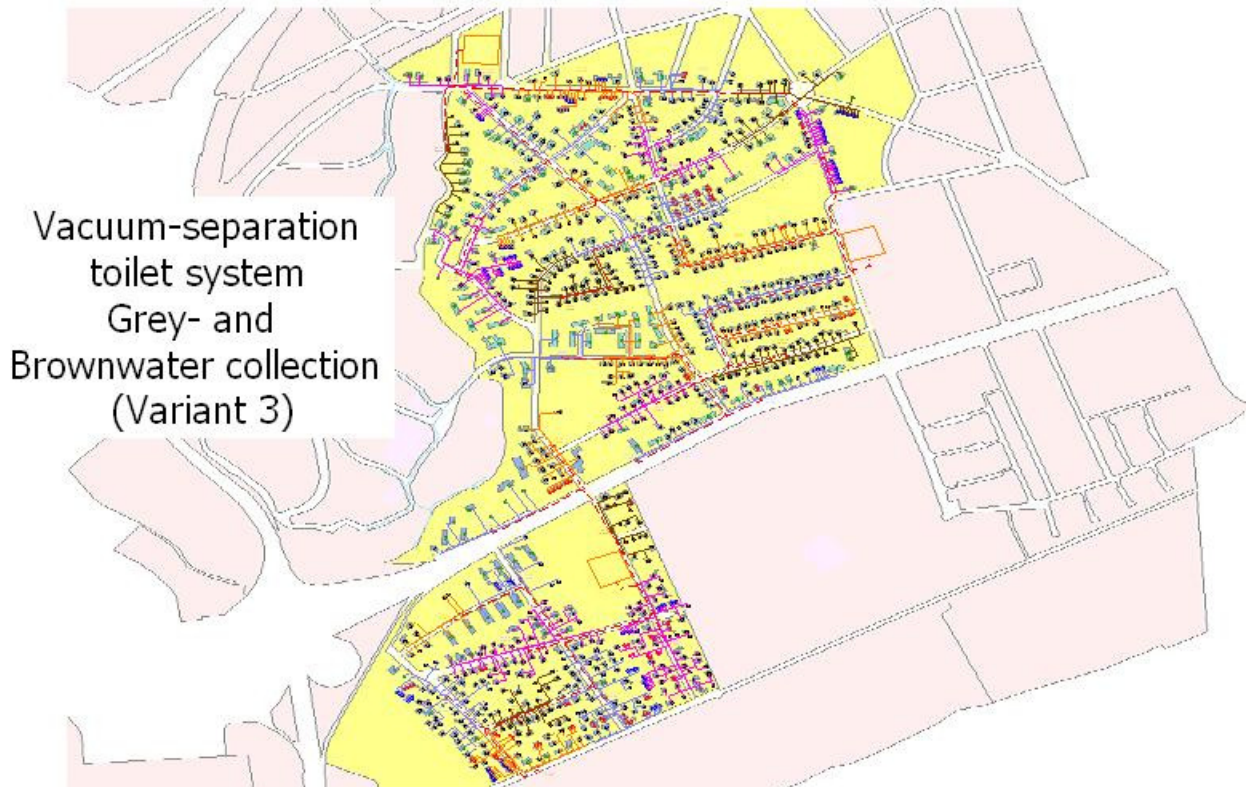 Vacuum-separation
toilet system
Grey- and
Brownwater collection
(Variant 3)